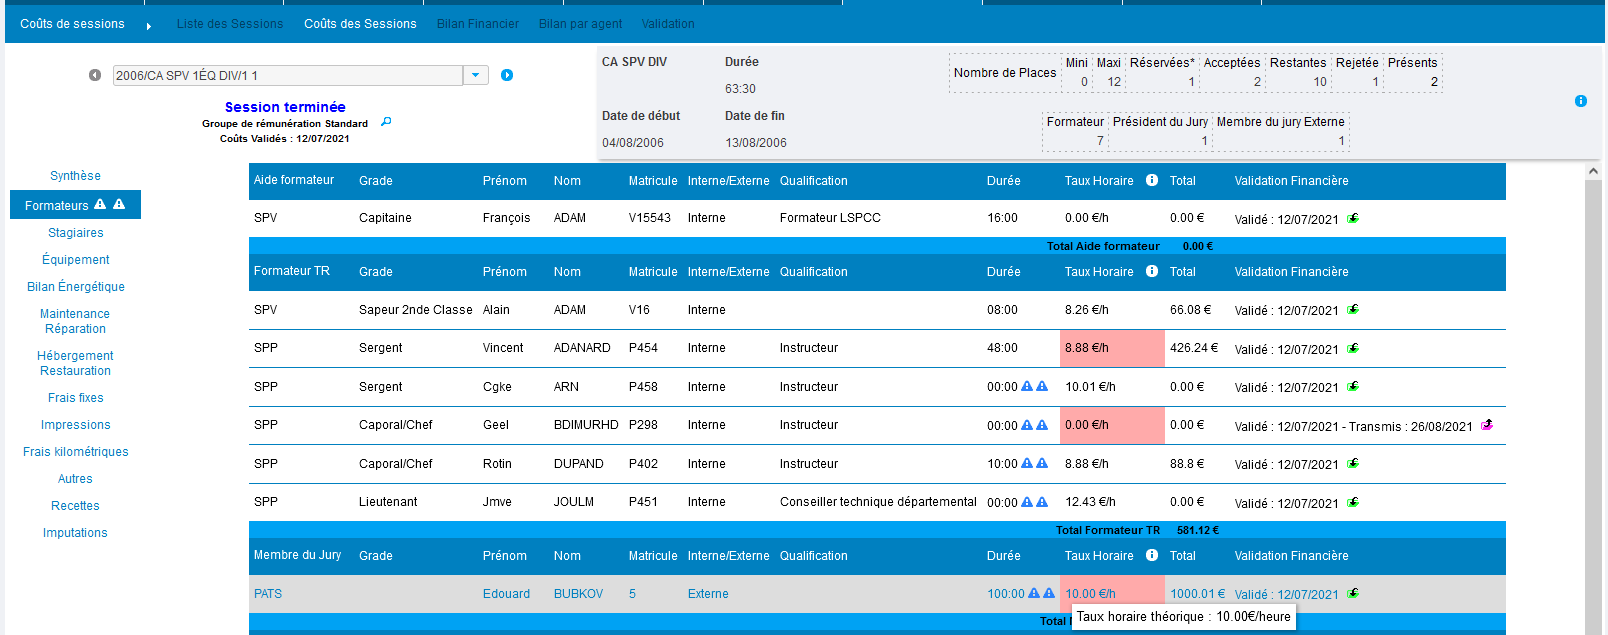 Coûts de sessions Liste des Sessions Coûts des Sessions Bilan Financier Bilan par agent Validation
2006/CA SPV 1ÉQ DIV/1 1
Session terminée
Groupe de rémunération Standard
Coûts Validés : 12/07/2021
CA SPV DIV Durée
63:30
Date de début Date de fin
04/08/2006 13/08/2006
Nombre de Places Mini Maxi Réservées* Acceptées Restantes Rejetée Présents
0 12 1 2 10 1 2
Formateur Président du Jury Membre du jury Externe
7 1 1
Synthèse
Formateurs
Stagiaires
Équipement
Bilan Énergétique
Maintenance
Réparation
Hébergement
Restauration
Frais fixes
Impressions
Frais kilométriques
Autres
Recettes
Imputations
Aide formateur Grade Prénom Nom Matricule Interne/Externe Qualification Durée Taux Horaire Total Validation Financière
SPV Capitaine François ADAM V15543 Interne Formateur LSPCC 16:00 0.00 €/h 0.00 € Validé : 12/07/2021
Total Aide formateur 0.00 €
Formateur TR Grade Prénom Nom Matricule Interne/Externe Qualification Durée Taux Horaire Total Validation Financière
SPV Sapeur 2nde Classe Alain ADAM V16 Interne 08:00 8.26 €/h 66.08 € Validé : 12/07/2021
SPP Sergent Vincent ADANARD P454 Interne Instructeur 48:00 8.88 €/h 426.24 € Validé : 12/07/2021
SPP Sergent Cgke ARN P458 Interne Instructeur 00:00 10.01 €/h 0.00 € Validé : 12/07/2021
SPP Caporal/Chef Geel BDIMURHD P298 Interne Instructeur 00:00 0.00 €/h 0.00 € Validé : 12/07/2021 - Transmis : 26/08/2021
SPP Caporal/Chef Rotin DUPAND P402 Interne Instructeur 10:00 8.88 €/h 88.8 € Validé : 12/07/2021
SPP Lieutenant Jmve JOULM P451 Interne Conseiller technique départemental 00:00 12.43 €/h 0.00 € Validé : 12/07/2021
Total Formateur TR 581.12 €
Membre du Jury Grade Prénom Nom Matricule Interne/Externe Qualification Durée Taux Horaire Total Validation Financière
PATS Edouard BUBKOV 5 Externe 100:00 10.00 €/h 1000.01 € Validé : 12/07/2021
Total
Taux horaire théorique : 10.00€/heure